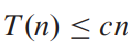 T(n) ≤ cn